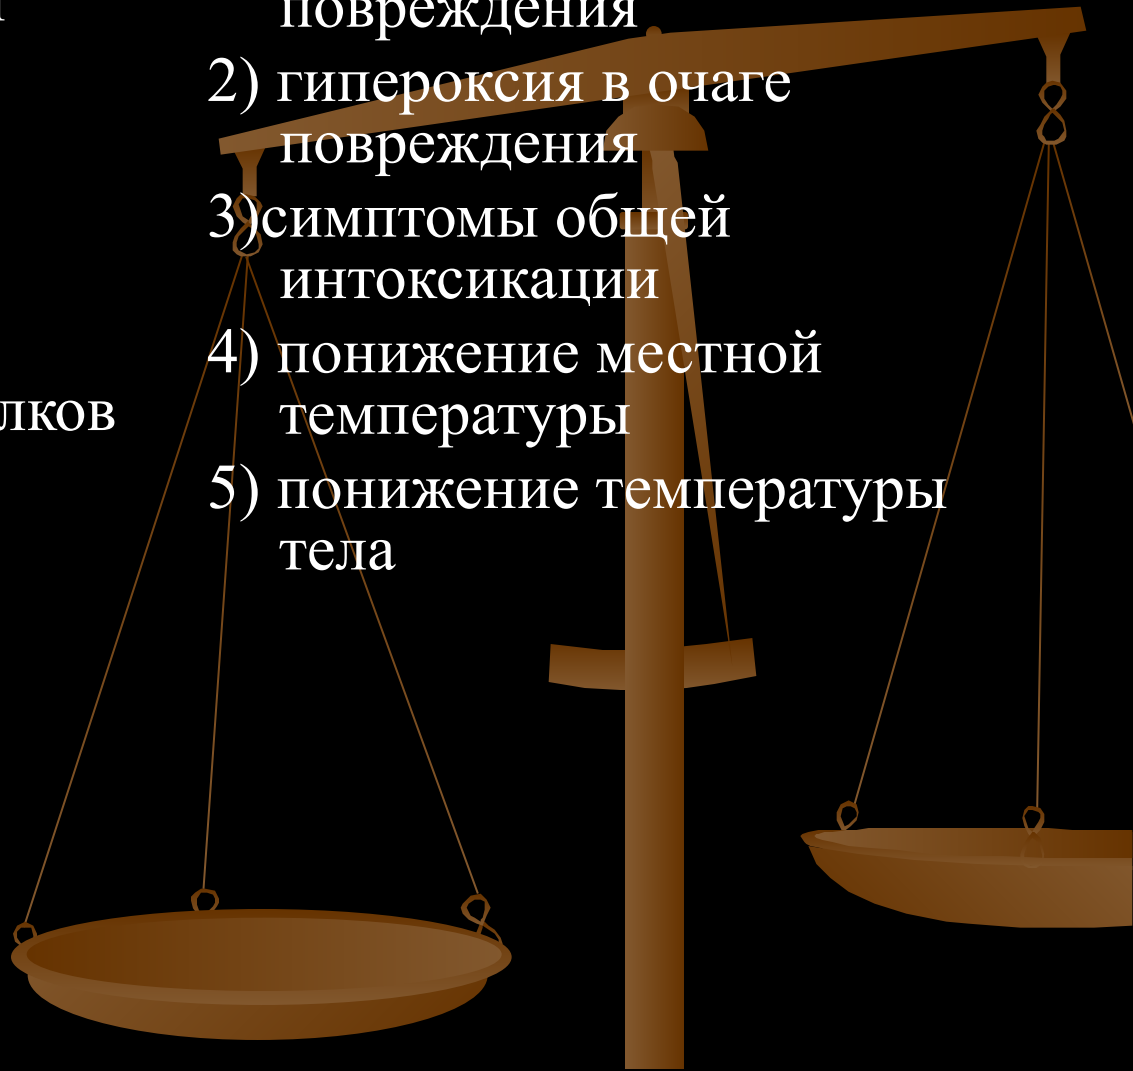 повреждения
2) гипероксия в очаге
повреждения
3)симптомы общей
интоксикации
4) понижение местной
лков
температуры
5) понижение температуры
тела